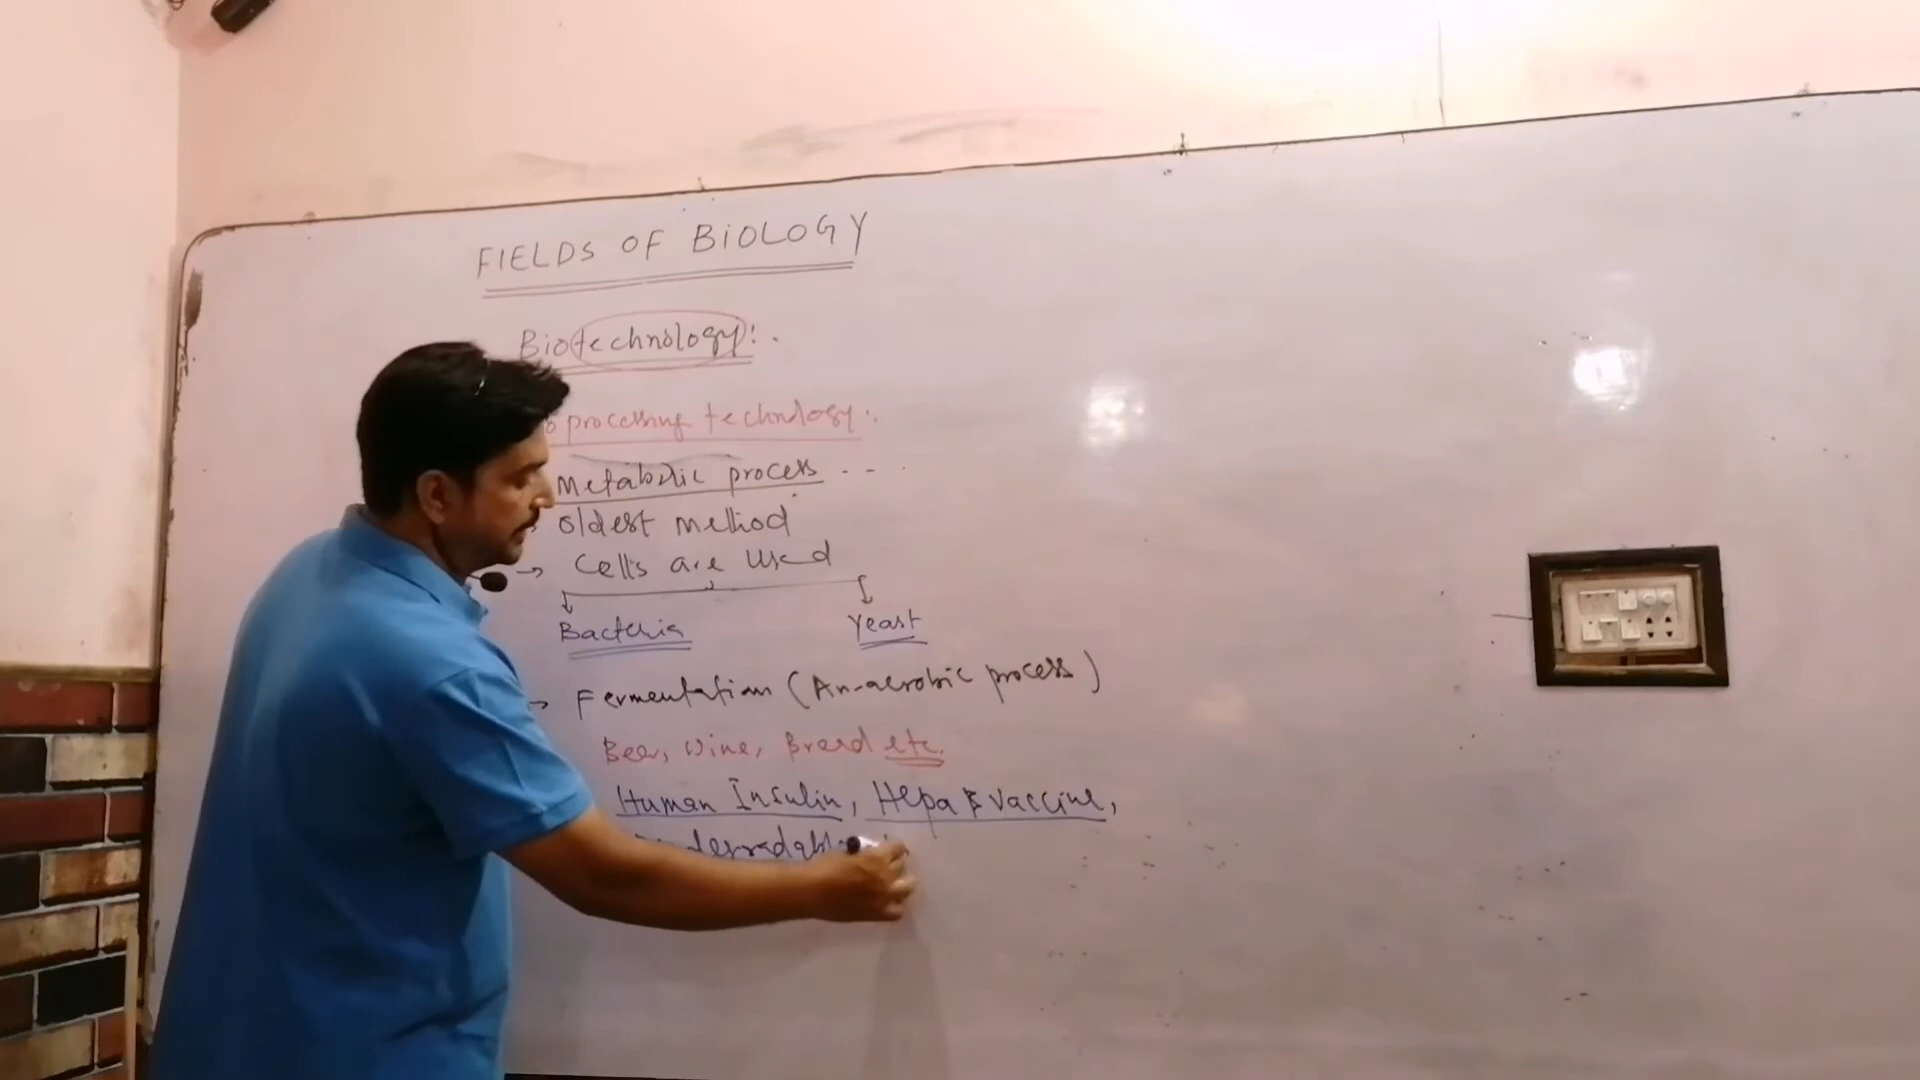 FIELDS OF BIOLOGY
Biotechnology:.
processing technology:.
Metabolic process - - -
oldest method
→ Cells are used
Bacteria Yeast
→ Fermentation (An-aerobic process)
Beer, wine, Bread etc.
Human Insulin, Hepa B vaccine,